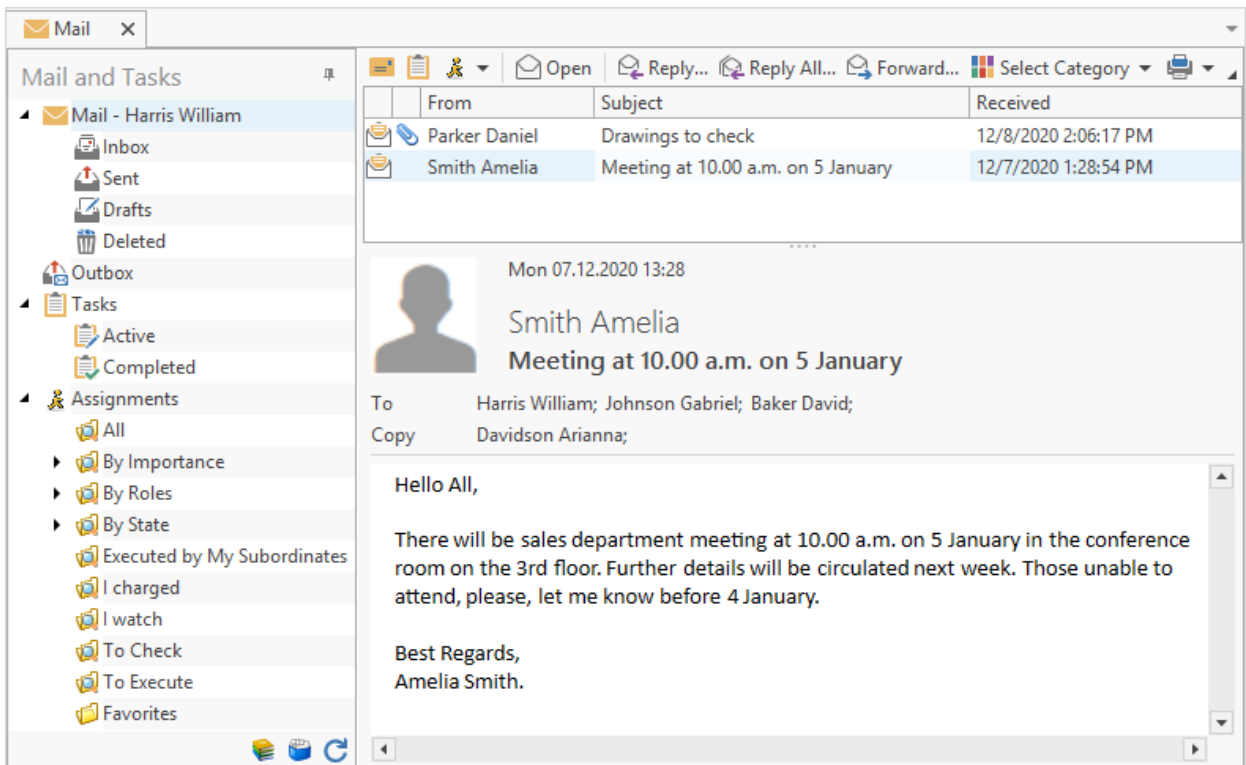 Mail
Mail and Tasks
Mail - Harris William
Inbox
Sent
Drafts
Deleted
Outbox
Tasks
Active
Completed
Assignments
All
By Importance
By Roles
By State
Executed by My Subordinates
I charged
I watch
To Check
To Execute
Favorites
Open Reply... Reply All... Forward... Select Category
From Subject Received
Parker Daniel Drawings to check 12/8/2020 2:06:17 PM
Smith Amelia Meeting at 10.00 a.m. on 5 January 12/7/2020 1:28:54 PM
Mon 07.12.2020 13:28
Smith Amelia
Meeting at 10.00 a.m. on 5 January
To Harris William; Johnson Gabriel; Baker David;
Copy Davidson Arianna;
Hello All,
There will be sales department meeting at 10.00 a.m. on 5 January in the conference
room on the 3rd floor. Further details will be circulated next week. Those unable to
attend, please, let me know before 4 January.
Best Regards,
Amelia Smith.